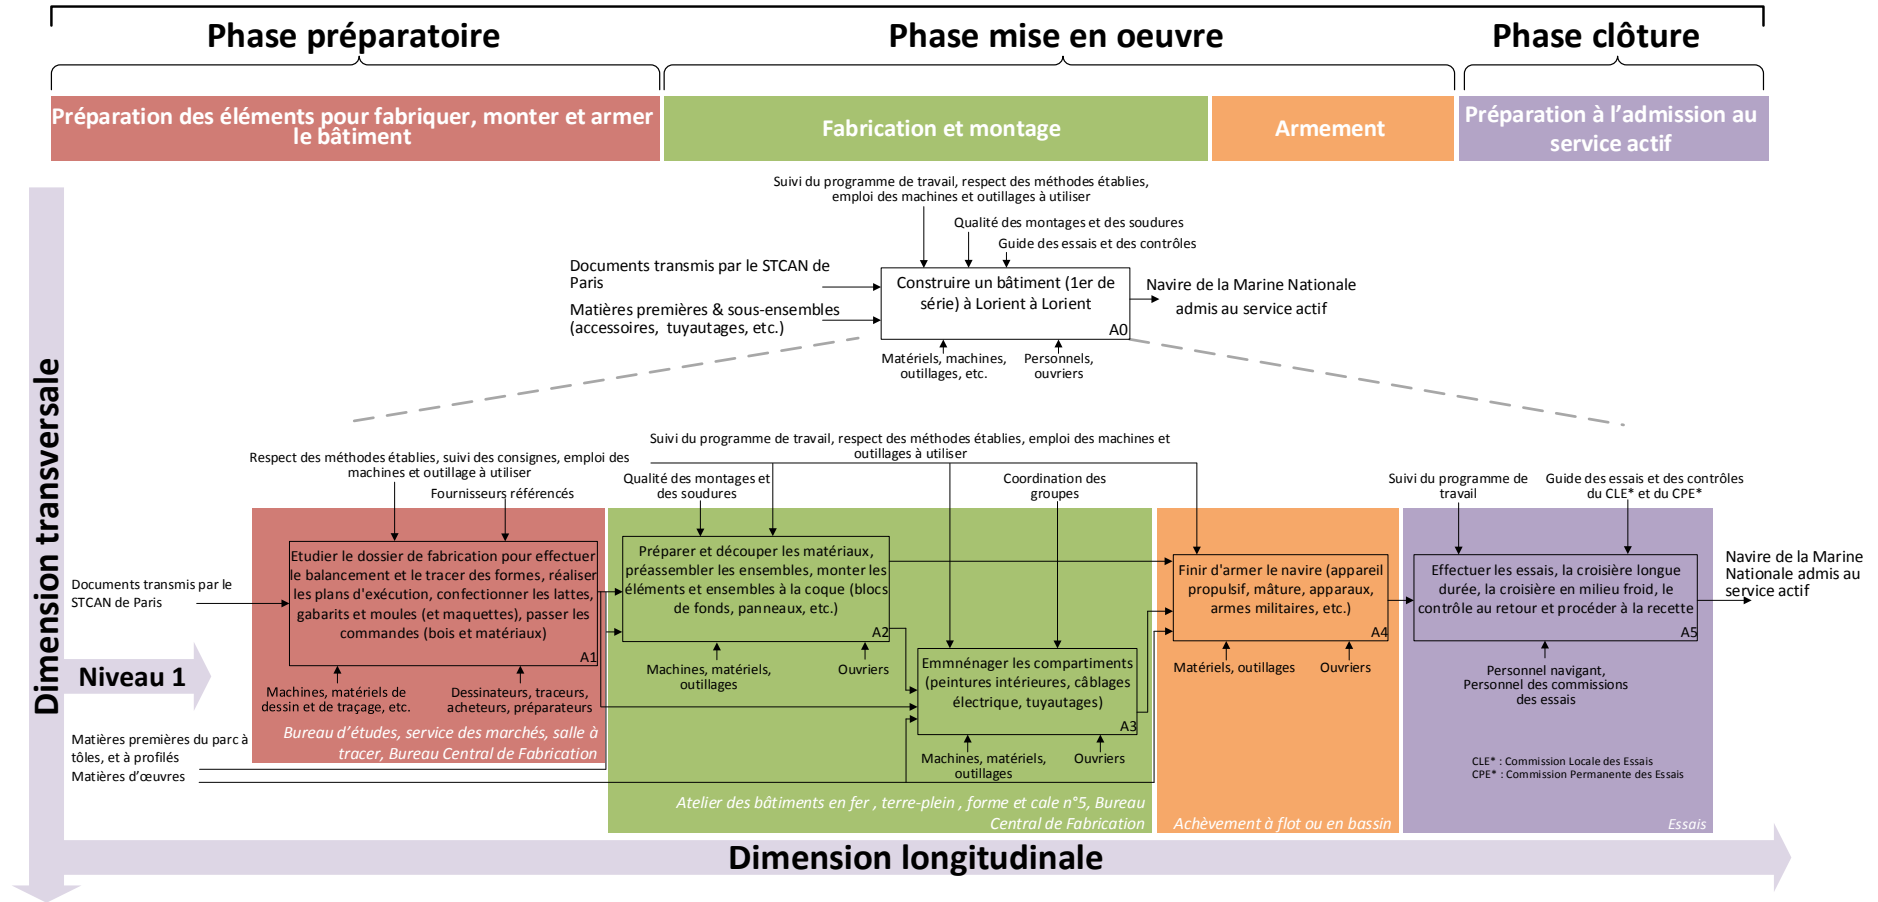 Phase préparatoire
Phase mise en oeuvre
Phase clôture
Préparation des éléments pour fabriquer, monter et armer
le bâtiment
Fabrication et montage
Armement
Préparation à l’admission au
service actif
Suivi du programme de travail, respect des méthodes établies,
emploi des machines et outillages à utiliser
Qualité des montages et des soudures
Guide des essais et des contrôles
Documents transmis par le STCAN de
Paris
Matières premières & sous-ensembles
(accessoires, tuyautages, etc.)
Construire un bâtiment (1er de
série) à Lorient à Lorient
A0
Navire de la Marine Nationale
admis au service actif
Matériels, machines,
outillages, etc.
Personnels,
ouvriers
Dimension transversale
Suivi du programme de travail, respect des méthodes établies, emploi des machines et
outillages à utiliser
Respect des méthodes établies, suivi des consignes, emploi des
machines et outillage à utiliser
Fournisseurs référencés
Qualité des montages et
des soudures
Coordination des
groupes
Suivi du programme de
travail
Guide des essais et des contrôles
du CLE* et du CPE*
Documents transmis par le
STCAN de Paris
Etudier le dossier de fabrication pour effectuer
le balancement et le tracer des formes, réaliser
les plans d'exécution, confectionner les lattes,
gabarits et moules (et maquettes), passer les
commandes (bois et matériaux)
A1
Machines, matériels de
dessin et de traçage, etc.
Dessinateurs, traceurs,
acheteurs, préparateurs
Bureau d’études, service des marchés, salle à
tracer, Bureau Central de Fabrication
Préparer et découper les matériaux,
préassembler les ensembles, monter les
éléments et ensembles à la coque (blocs
de fonds, panneaux, etc.)
A2
Machines, matériels,
outillages
Ouvriers
Emmnénager les compartiments
(peintures intérieures, câblages
électrique, tuyautages)
A3
Machines, matériels,
outillages
Ouvriers
Atelier des bâtiments en fer , terre-plein , forme et cale n°5, Bureau
Central de Fabrication
Finir d'armer le navire (appareil
propulsif, mâture, apparaux,
armes militaires, etc.)
A4
Matériels, outillages
Ouvriers
Achèvement à flot ou en bassin
Effectuer les essais, la croisière longue
durée, la croisière en milieu froid, le
contrôle au retour et procéder à la recette
A5
Personnel navigant,
Personnel des commissions
des essais
CLE* : Commission Locale des Essais
CPE* : Commission Permanente des Essais
Essais
Navire de la Marine
Nationale admis au
service actif
Niveau 1
Matières premières du parc à
tôles, et à profilés
Matières d’œuvres
Dimension longitudinale